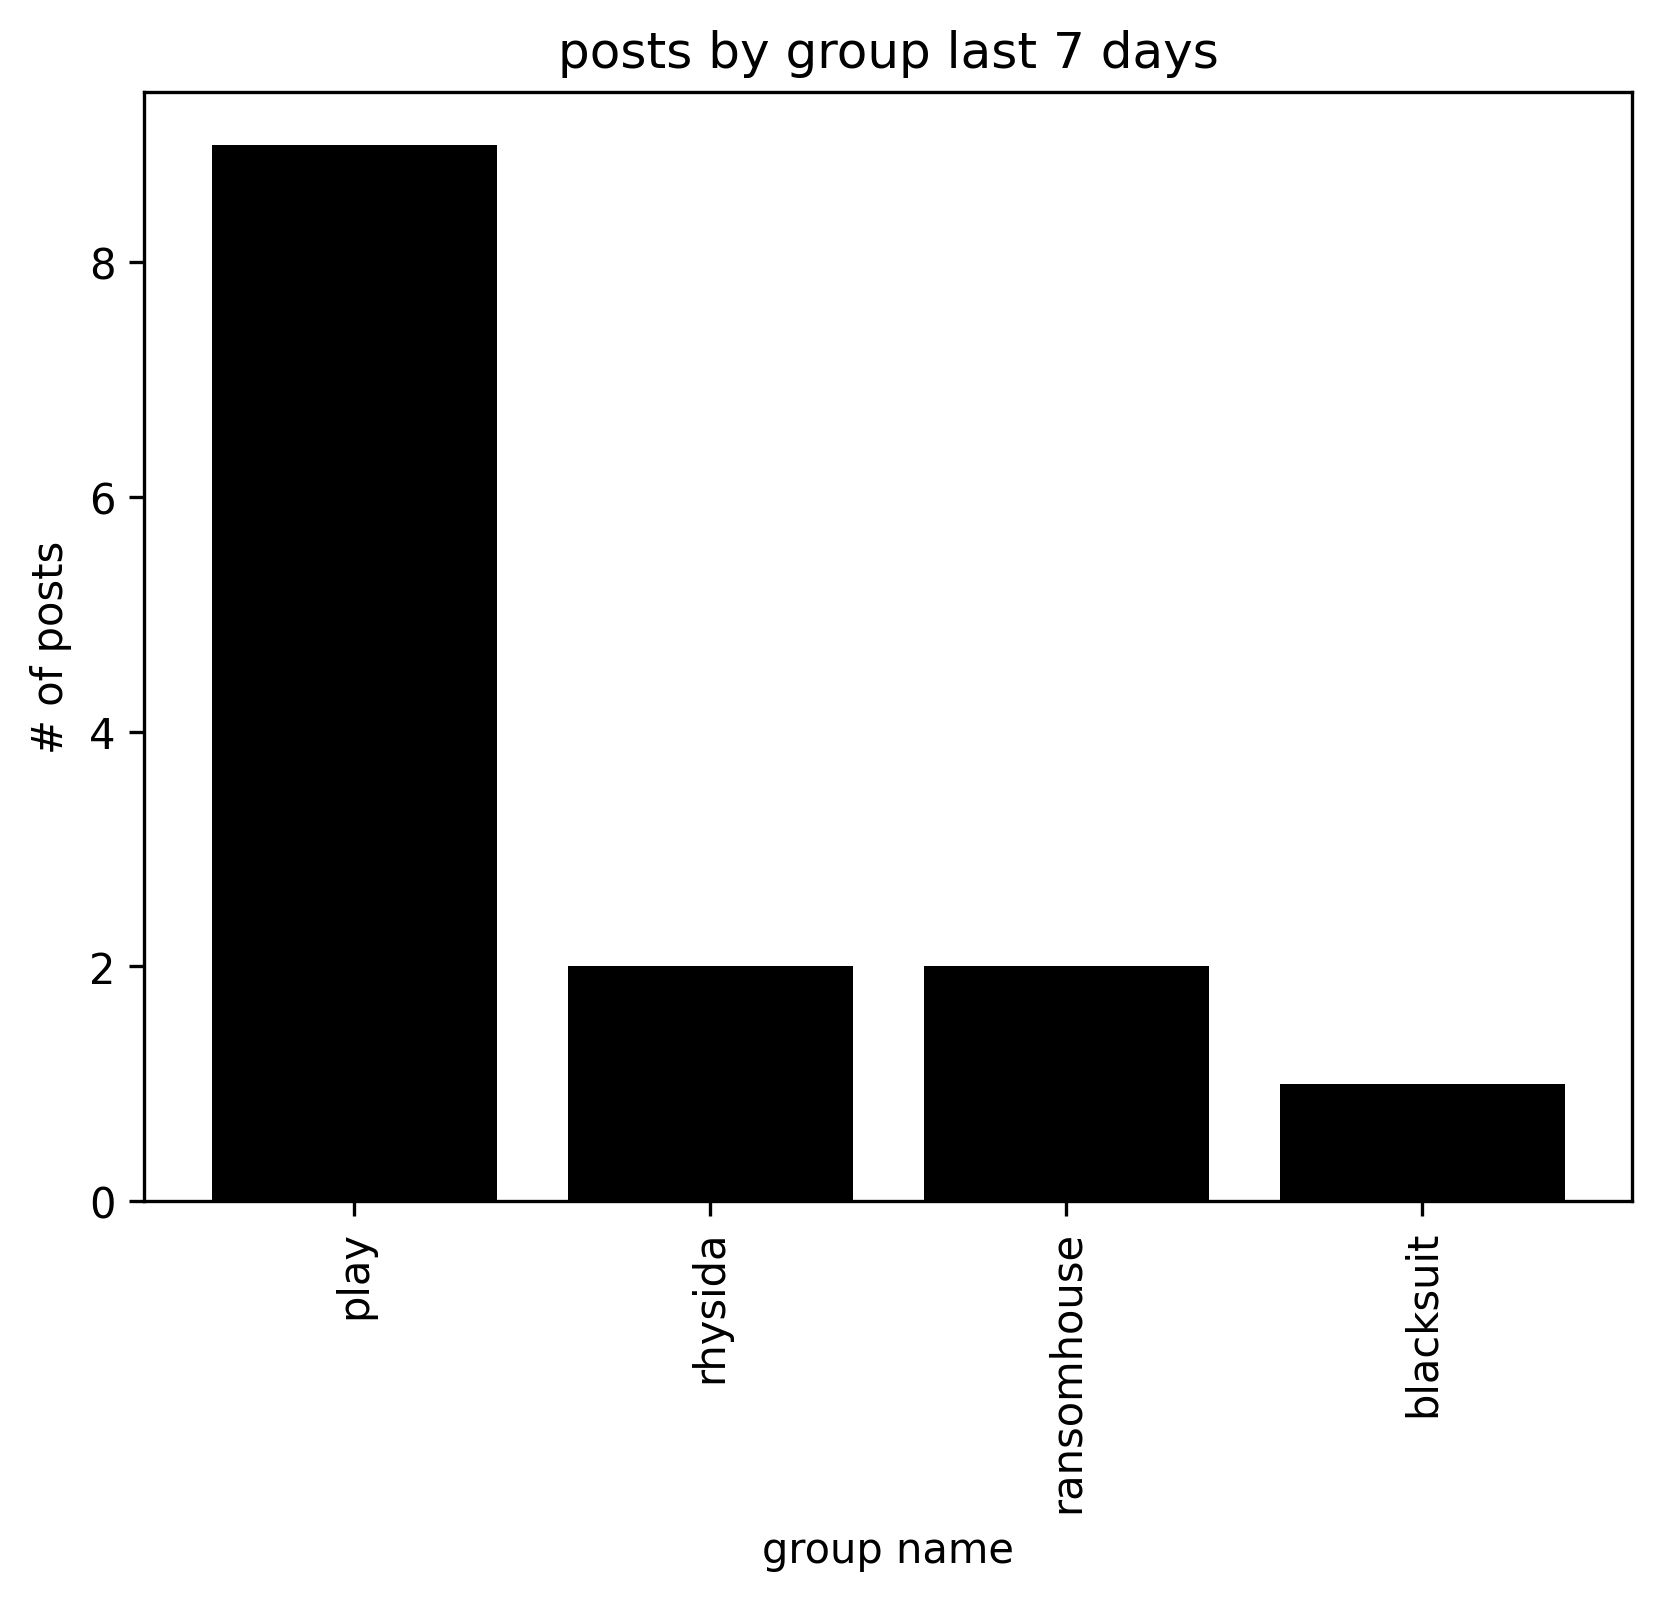 posts by group last 7 days
# of posts
8
6
4
2
0
play
rhysida
ransomhouse
blacksuit
group name